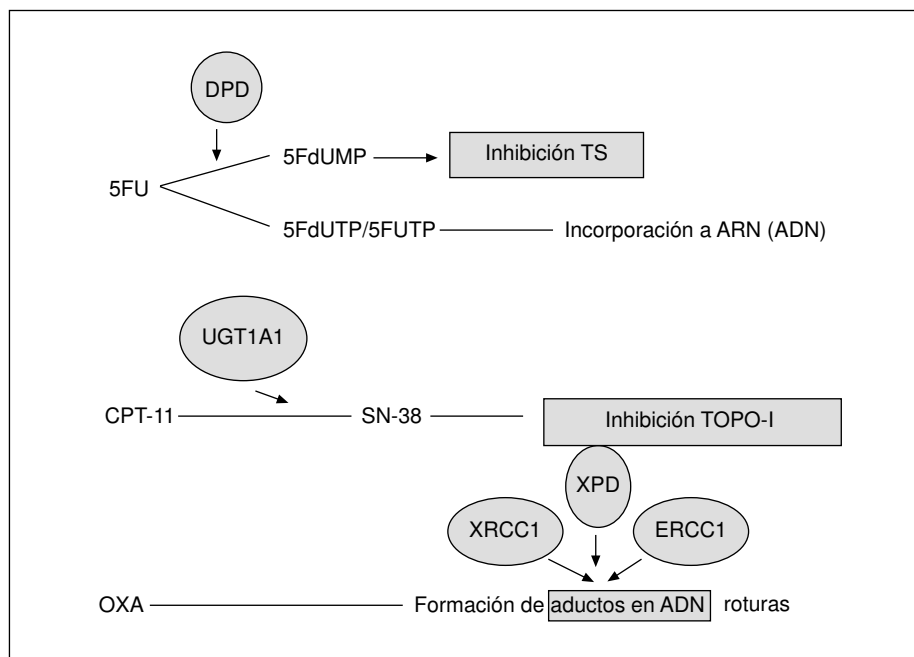 DPD
5FdUMP
Inhibición TS
5FU
5FdUTP/5FUTP
Incorporación a ARN (ADN)
UGT1A1
CPT-11
SN-38
Inhibición TOPO-I
XPD
XRCC1
ERCC1
OXA
Formación de aductos en ADN roturas